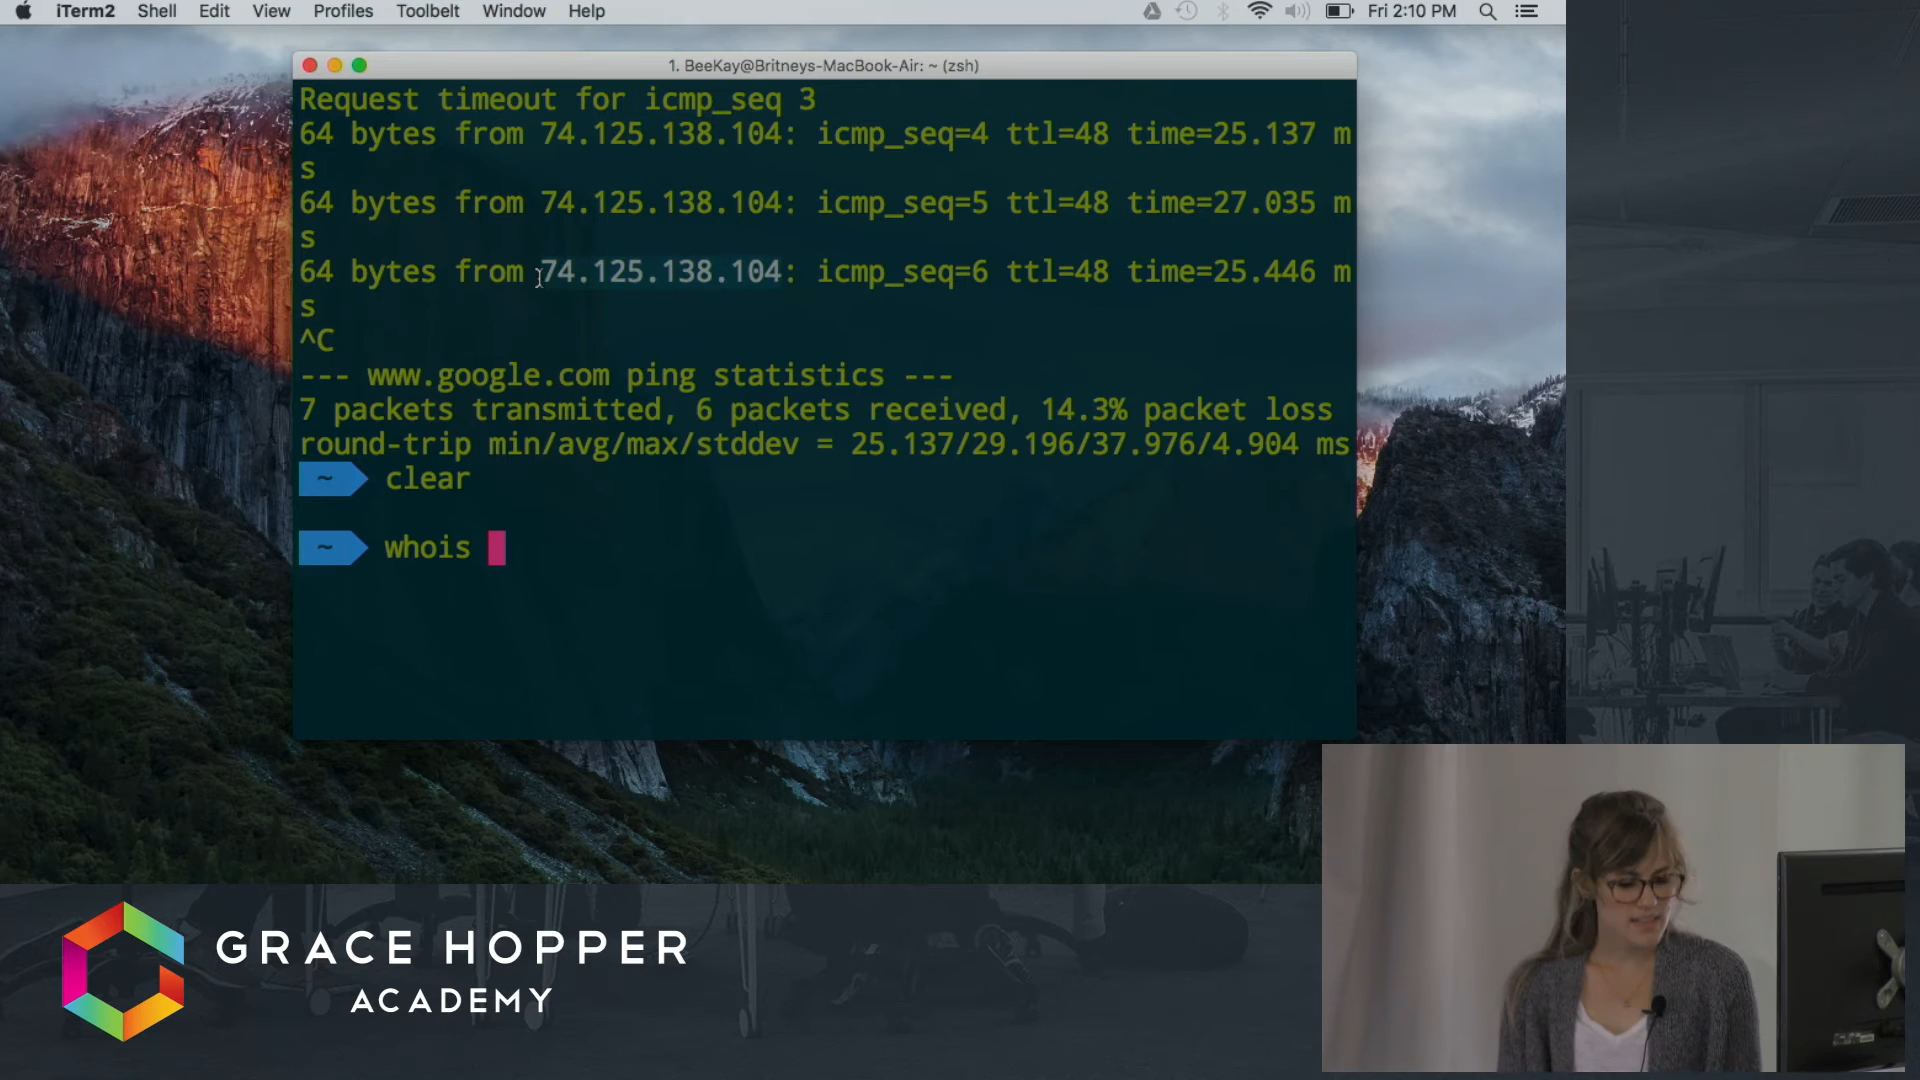 iTerm2 Shell Edit View Profiles Toolbelt Window Help Fri 2:10 PM
1. BeeKay@Britneys-MacBook-Air: ~ (zsh)
Request timeout for icmp_seq 3
64 bytes from 74.125.138.104: icmp_seq=4 ttl=48 time=25.137 m
s
64 bytes from 74.125.138.104: icmp_seq=5 ttl=48 time=27.035 m
s
64 bytes from 74.125.138.104: icmp_seq=6 ttl=48 time=25.446 m
s
^C
--- www.google.com ping statistics ---
7 packets transmitted, 6 packets received, 14.3% packet loss
round-trip min/avg/max/stddev = 25.137/29.196/37.976/4.904 ms
~ clear
~ whois
GRACE HOPPER
ACADEMY